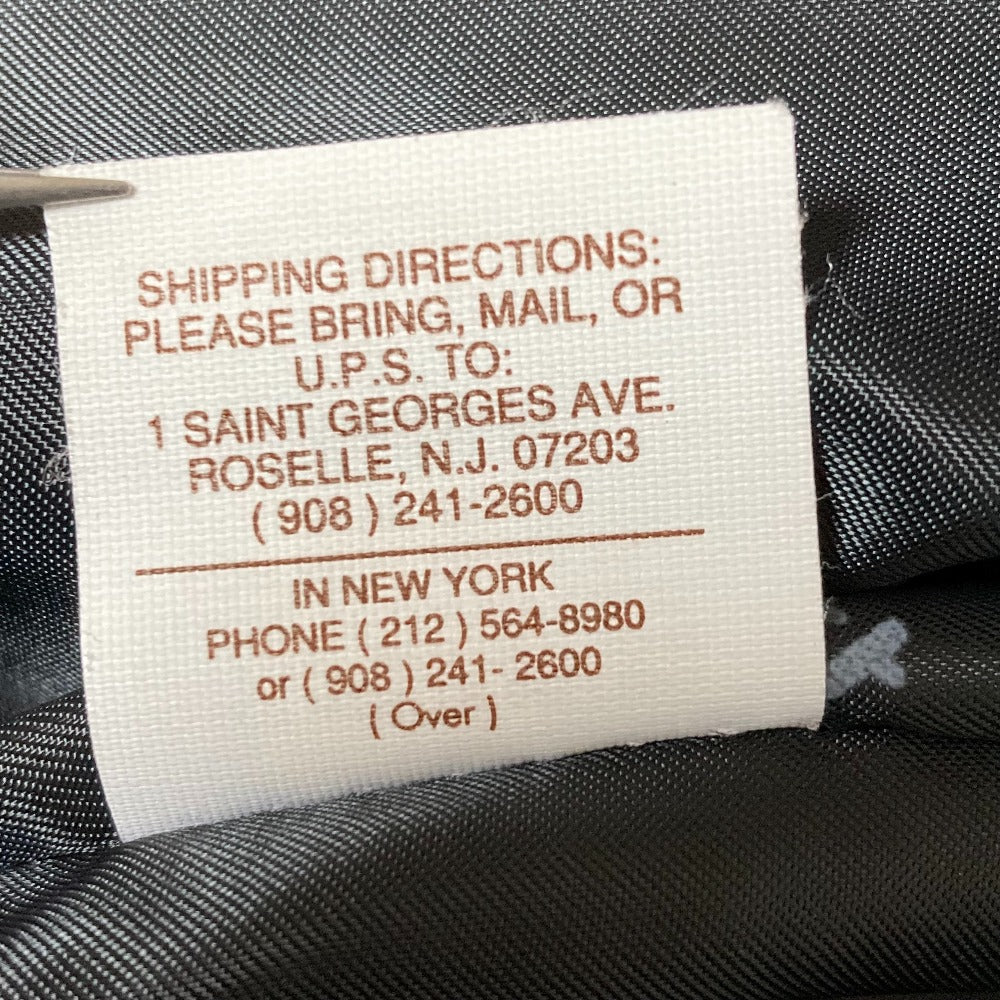 SHIPPING DIRECTIONS:
PLEASE BRING, MAIL, OR
U.P.S. TO:
1 SAINT GEORGES AVE.
ROSELLE, N.J. 07203
( 908 ) 241-2600
IN NEW YORK
PHONE ( 212 ) 564-8980
or ( 908 ) 241- 2600
( Over )